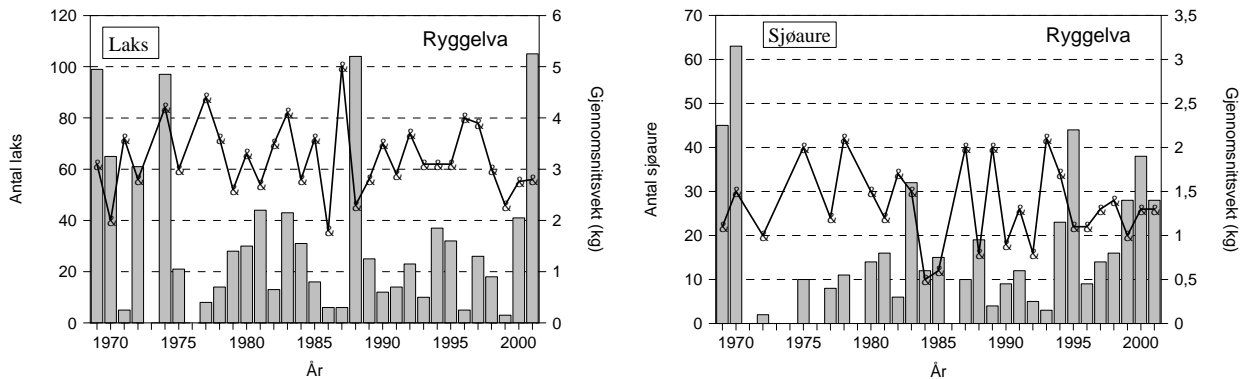 Laks
Ryggelva
Antal laks
120
100
80
60
40
20
0
6
5
4
3
2
1
0
Gjennomsnittsvekt (kg)
1970 1975 1980 1985 1990 1995 2000
År
Sjøaure
Ryggelva
Antal sjøaure
70
60
50
40
30
20
10
0
3,5
3
2,5
2
1,5
1
0,5
0
Gjennomsnittsvekt (kg)
1970 1975 1980 1985 1990 1995 2000
År